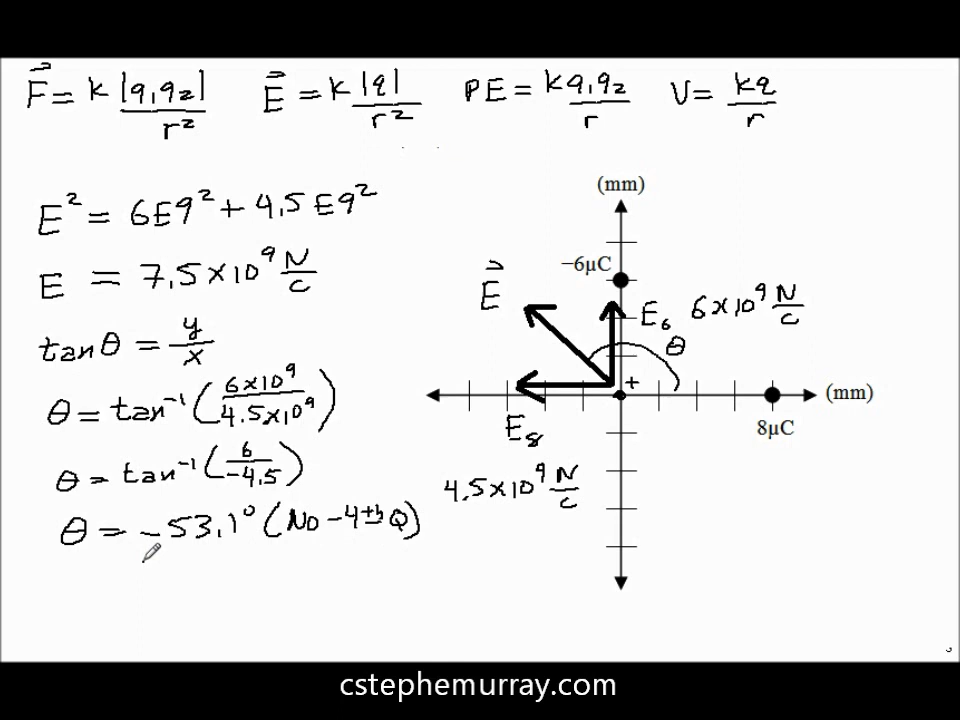 F⃗ = k|q₁q₂|/r² E⃗ = k|q|/r² PE = kq₁q₂/r V = kq/r
E² = 6E9² + 4.5E9²
E = 7.5×10⁹ N/C
tanθ = y/x
θ = tan⁻¹(6×10⁹/4.5×10⁹)
θ = tan⁻¹(6/-4.5)
θ = -53.1° (No - 4th Q)
(mm)
-6µC
E⃗
E₆ 6×10⁹ N/C
θ
+
(mm)
8µC
E₈
4.5×10⁹ N/C
cstephemurray.com